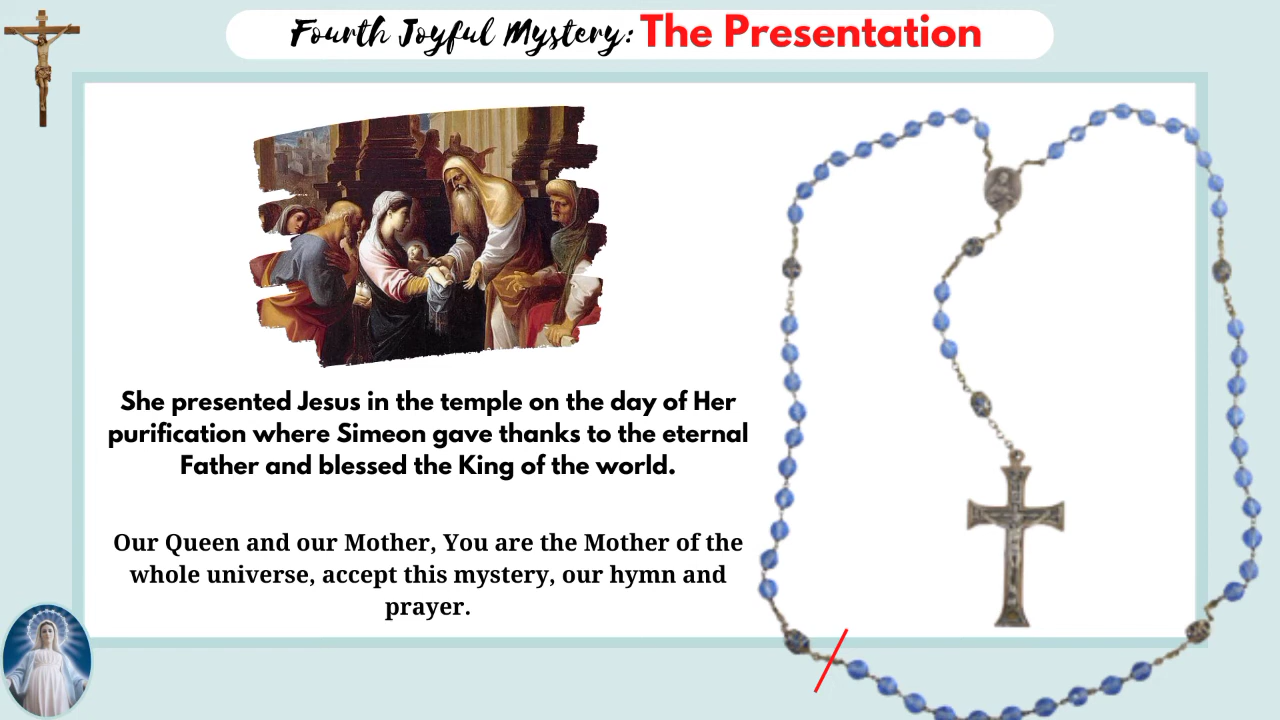 Fourth Joyful Mystery: The Presentation
She presented Jesus in the temple on the day of Her
purification where Simeon gave thanks to the eternal
Father and blessed the King of the world.
Our Queen and our Mother, You are the Mother of the
whole universe, accept this mystery, our hymn and
prayer.